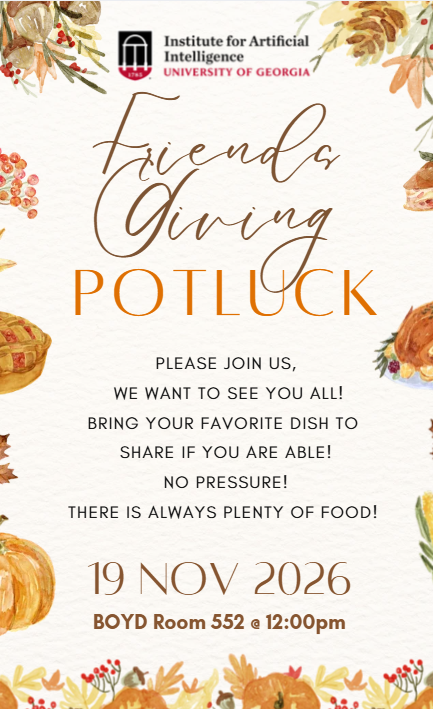 Institute for Artificial
Intelligence
UNIVERSITY OF GEORGIA
1785
Friends
Giving
POTLUCK
PLEASE JOIN US,
WE WANT TO SEE YOU ALL!
BRING YOUR FAVORITE DISH TO
SHARE IF YOU ARE ABLE!
NO PRESSURE!
THERE IS ALWAYS PLENTY OF FOOD!
19 NOV 2026
BOYD Room 552 @ 12:00pm